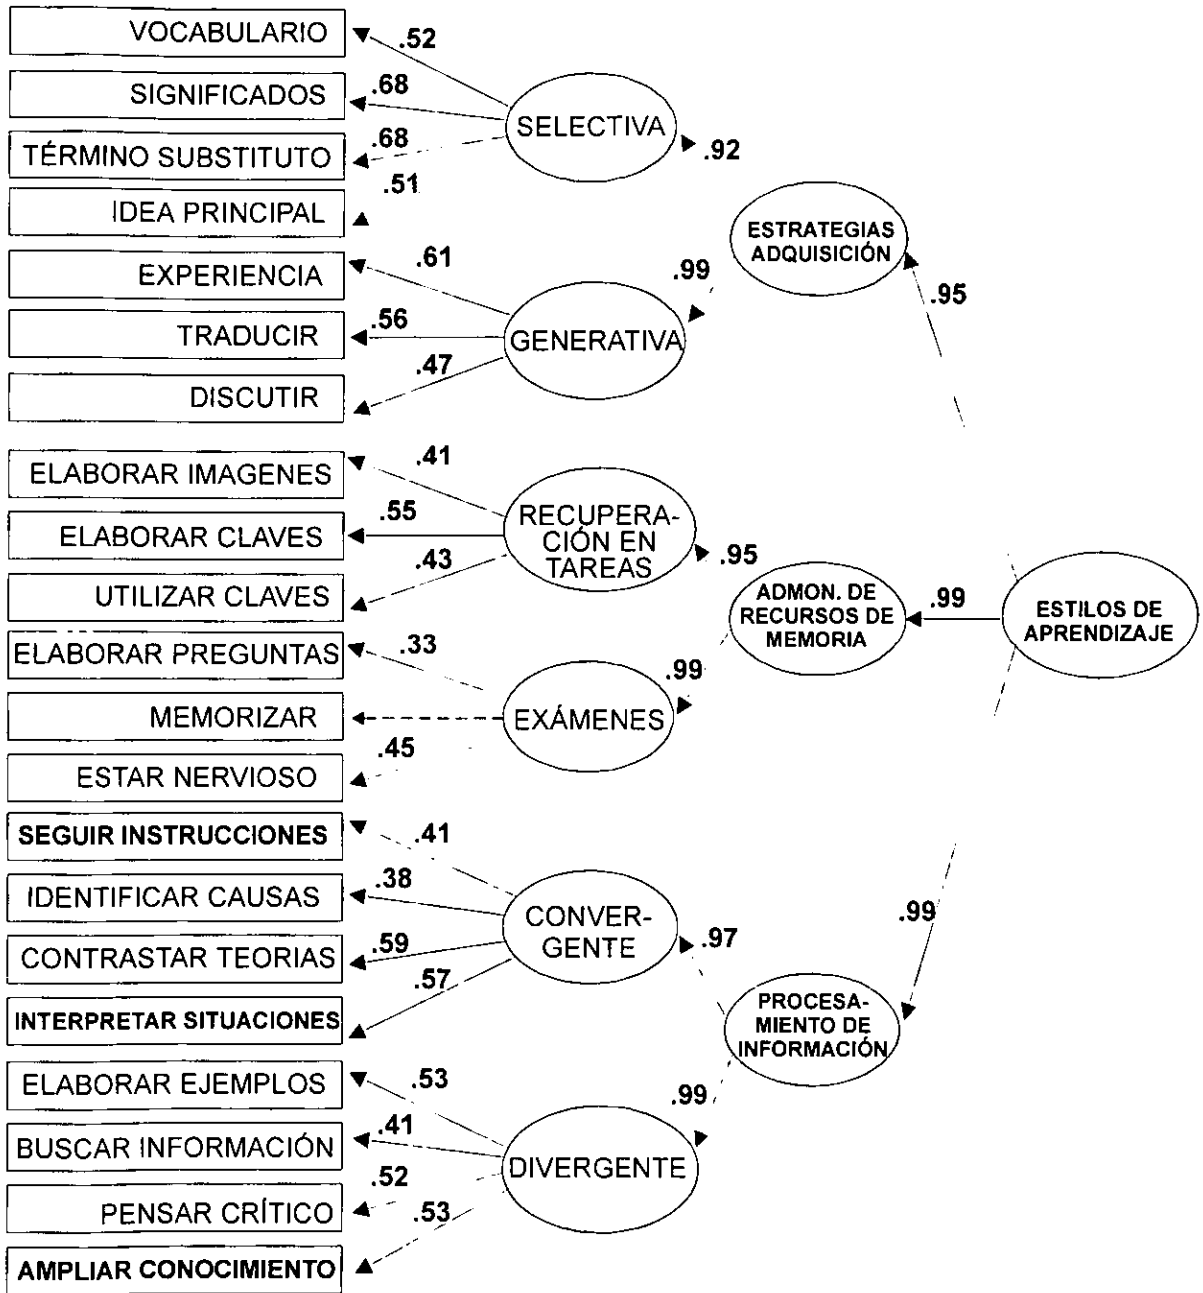 VOCABULARIO
.52
SIGNIFICADOS
.68
SELECTIVA
TÉRMINO SUBSTITUTO
.68
.92
IDEA PRINCIPAL
.51
ESTRATEGIAS
ADQUISICIÓN
EXPERIENCIA
.61
.99
.95
TRADUCIR
.56
GENERATIVA
DISCUTIR
.47
ELABORAR IMAGENES
.41
ELABORAR CLAVES
.55
RECUPERA-
CIÓN EN
TAREAS
.95
UTILIZAR CLAVES
.43
ADMON. DE
RECURSOS DE
MEMORIA
.99
ESTILOS DE
APRENDIZAJE
ELABORAR PREGUNTAS
.33
.99
MEMORIZAR
EXÁMENES
ESTAR NERVIOSO
.45
SEGUIR INSTRUCCIONES
.41
IDENTIFICAR CAUSAS
.38
CONVER-
GENTE
.97
.99
CONTRASTAR TEORIAS
.59
INTERPRETAR SITUACIONES
.57
PROCESA-
MIENTO DE
INFORMACIÓN
ELABORAR EJEMPLOS
.53
.99
BUSCAR INFORMACIÓN
.41
DIVERGENTE
PENSAR CRÍTICO
.52
AMPLIAR CONOCIMIENTO
.53